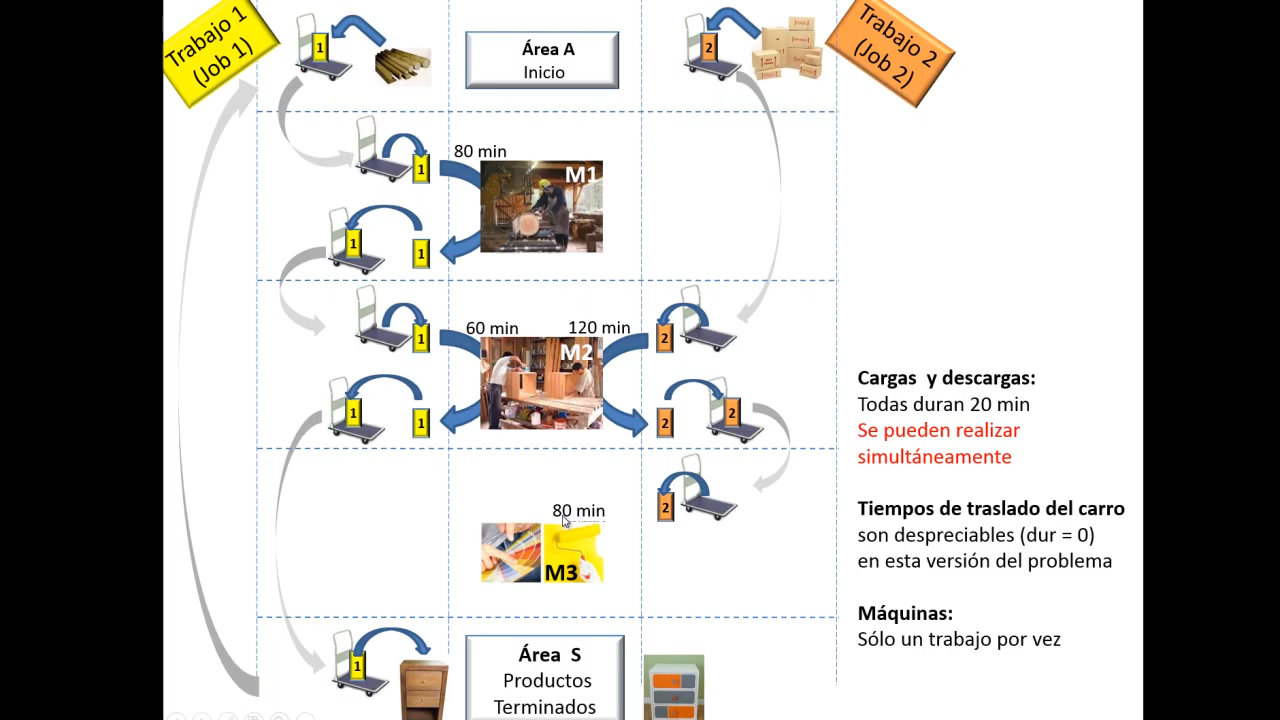 Trabajo 1
(Job 1)
1
Área A
Inicio
2
Trabajo 2
(Job 2)
1
80 min
M1
1
1
1
60 min
120 min
M2
2
1
1
2
2
2
80 min
M3
1
Área S
Productos
Terminados
Cargas y descargas:
Todas duran 20 min
Se pueden realizar
simultáneamente
Tiempos de traslado del carro
son despreciables (dur = 0)
en esta versión del problema
Máquinas:
Sólo un trabajo por vez